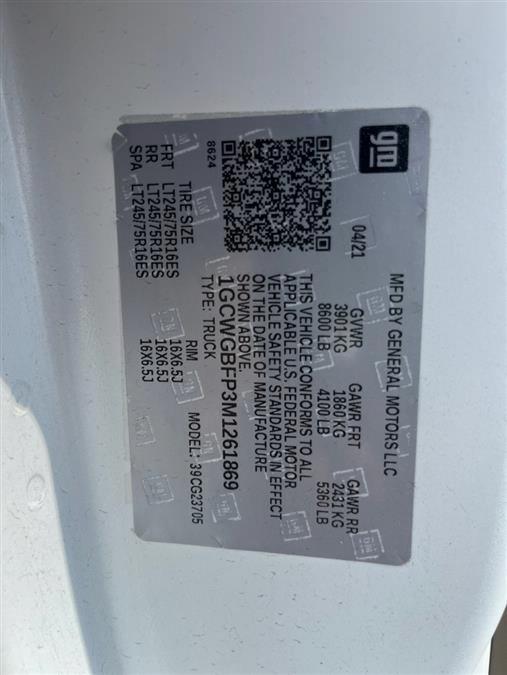 gm
MFD BY GENERAL MOTORS LLC
04/21
GVWR GAWR FRT GAWR RR
3901 KG 1860 KG 2431 KG
8600 LB 4100 LB 5360 LB
THIS VEHICLE CONFORMS TO ALL
APPLICABLE U.S. FEDERAL MOTOR
VEHICLE SAFETY STANDARDS IN EFFECT
ON THE DATE OF MANUFACTURE
SHOWN ABOVE.
1GCWGBFP3M1261869
TYPE: TRUCK MODEL: 39CG23705
8624
TIRE SIZE RIM
FRT LT245/75R16ES 16X6.5J
RR LT245/75R16ES 16X6.5J
SPA LT245/75R16ES 16X6.5J